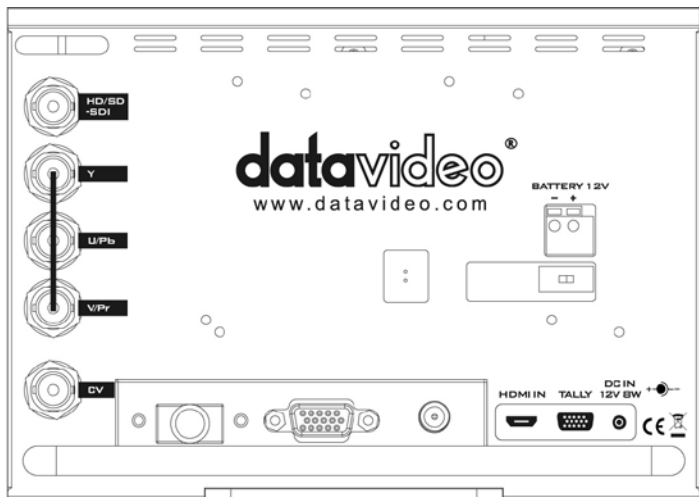 HD/SD
-SDI
Y
U/Pb
V/Pr
CV
datavideo®
www.datavideo.com
BATTERY 12V
- +
HDMI IN
TALLY
DC IN
12V 8W
+ -
CE